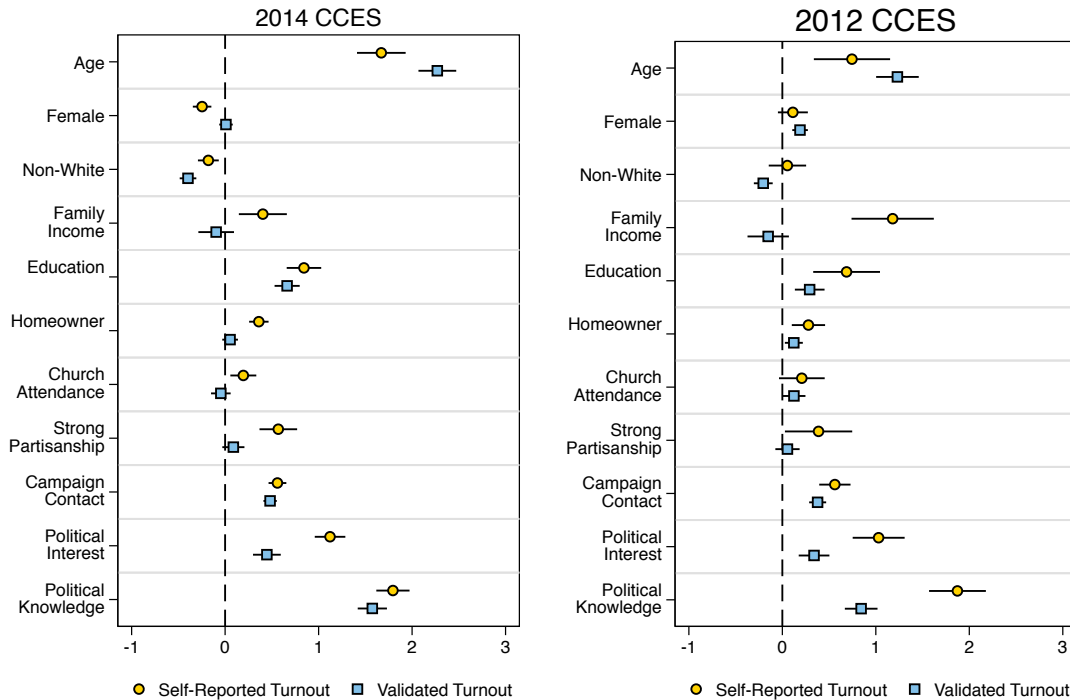 2014 CCES
Age
Female
Non-White
Family
Income
Education
Homeowner
Church
Attendance
Strong
Partisanship
Campaign
Contact
Political
Interest
Political
Knowledge
-1 0 1 2 3
Self-Reported Turnout Validated Turnout
2012 CCES
Age
Female
Non-White
Family
Income
Education
Homeowner
Church
Attendance
Strong
Partisanship
Campaign
Contact
Political
Interest
Political
Knowledge
-1 0 1 2 3
Self-Reported Turnout Validated Turnout